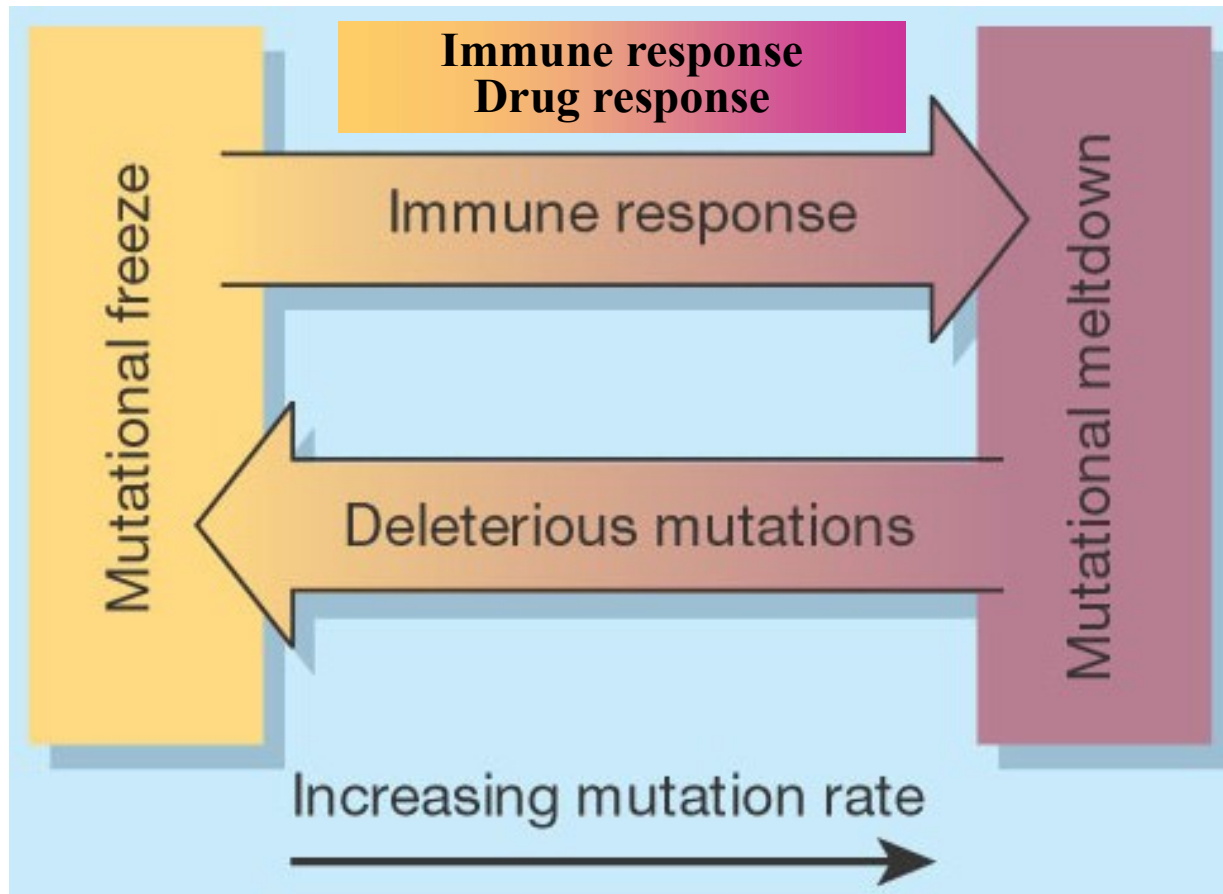 Immune response
Drug response
Mutational freeze
Immune response
Mutational meltdown
Deleterious mutations
Increasing mutation rate